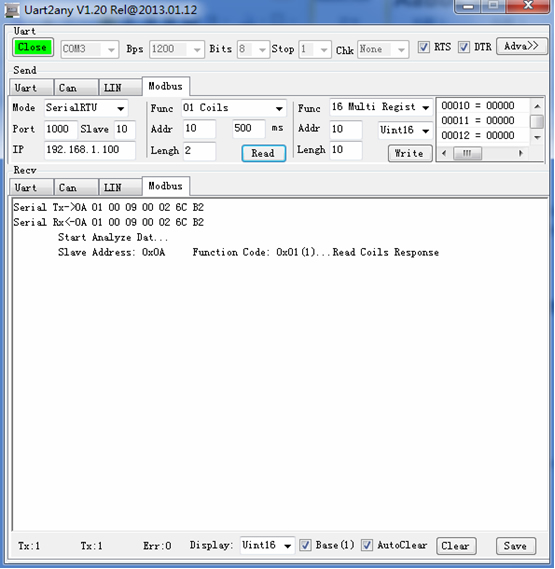 Uart2any V1.20 Rel@2013.01.12
Uart
Close COM3 Bps 1200 Bits 8 Stop 1 Chk None RTS DTR Adva>>
Send
Uart Can LIN Modbus
Mode SerialRTU Func 01 Coils Func 16 Multi Regist 00010 = 00000
Port 1000 Slave 10 Addr 10 500 ms Addr 10 Uint16 00011 = 00000
IP 192.168.1.100 Lengh 2 Read Lengh 10 Write 00012 = 00000
Recv
Uart Can LIN Modbus
Serial Tx->0A 01 00 09 00 02 6C B2
Serial Rx<-0A 01 00 09 00 02 6C B2
Start Analyze Dat...
Slave Address: 0x0A Function Code: 0x01(1)...Read Coils Response
Tx:1 Tx:1 Err:0 Display: Uint16 Base(1) AutoClear Clear Save